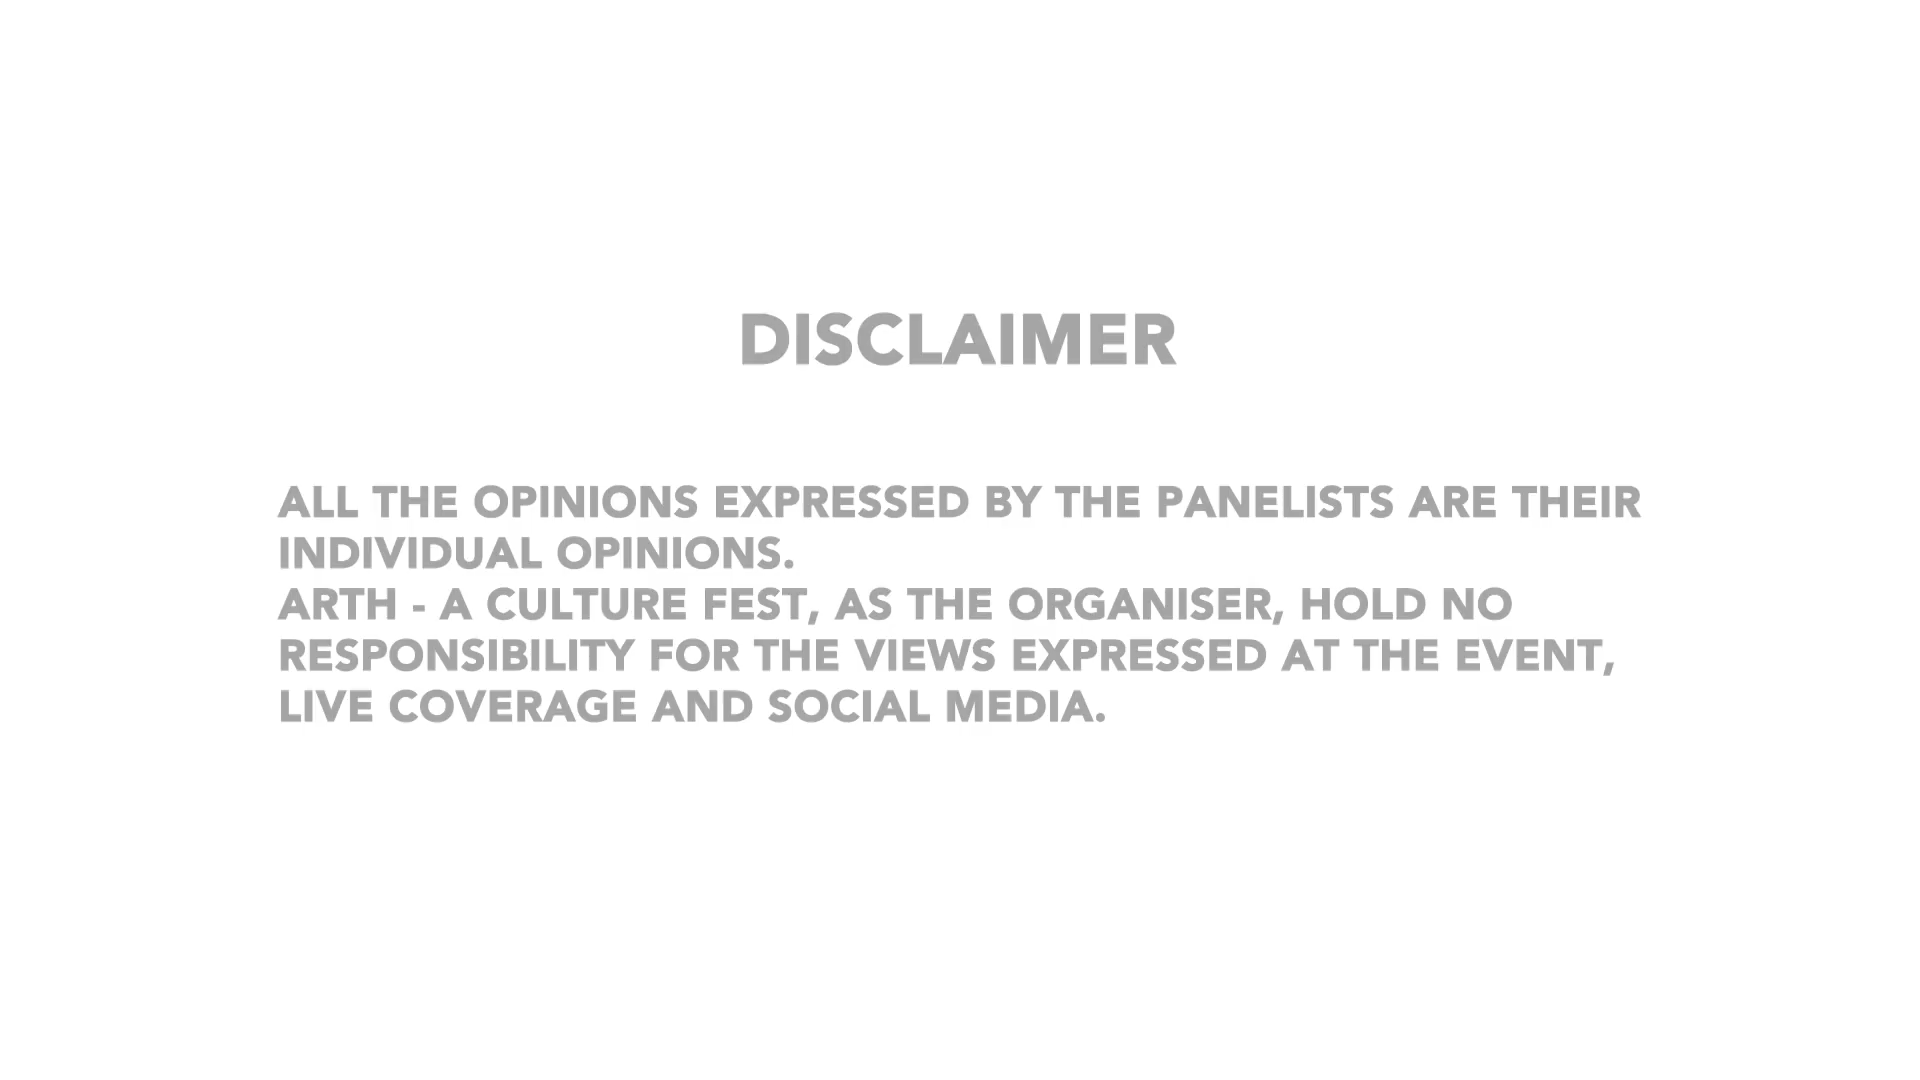 DISCLAIMER
ALL THE OPINIONS EXPRESSED BY THE PANELISTS ARE THEIR
INDIVIDUAL OPINIONS.
ARTH - A CULTURE FEST, AS THE ORGANISER, HOLD NO
RESPONSIBILITY FOR THE VIEWS EXPRESSED AT THE EVENT,
LIVE COVERAGE AND SOCIAL MEDIA.